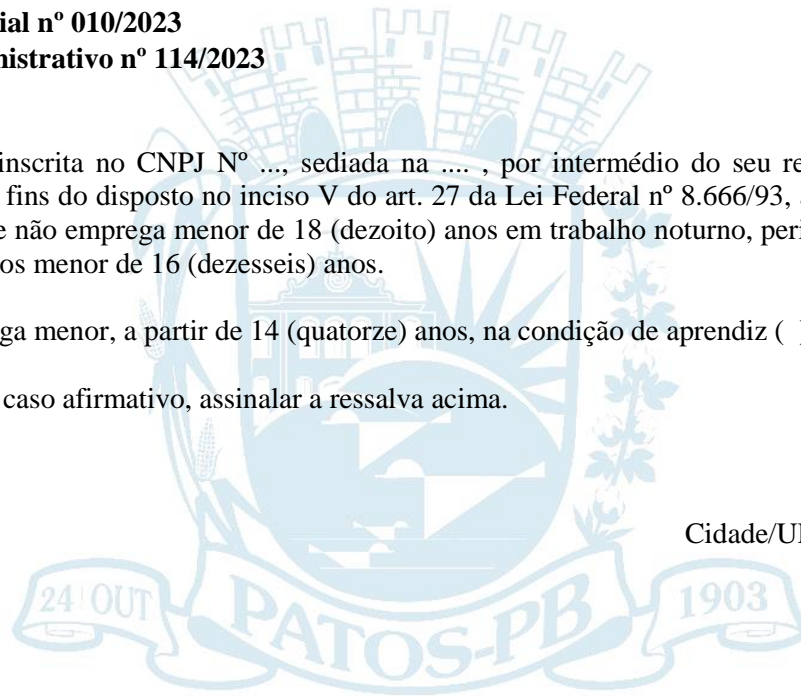 ial nº 010/2023
nistrativo nº 114/2023
inscrita no CNPJ Nº ..., sediada na .... , por intermédio do seu re
fins do disposto no inciso V do art. 27 da Lei Federal nº 8.666/93,
e não emprega menor de 18 (dezoito) anos em trabalho noturno, peri
os menor de 16 (dezesseis) anos.
ga menor, a partir de 14 (quatorze) anos, na condição de aprendiz ( )
caso afirmativo, assinalar a ressalva acima.
Cidade/U
24 OUT PATOS-PB 1903